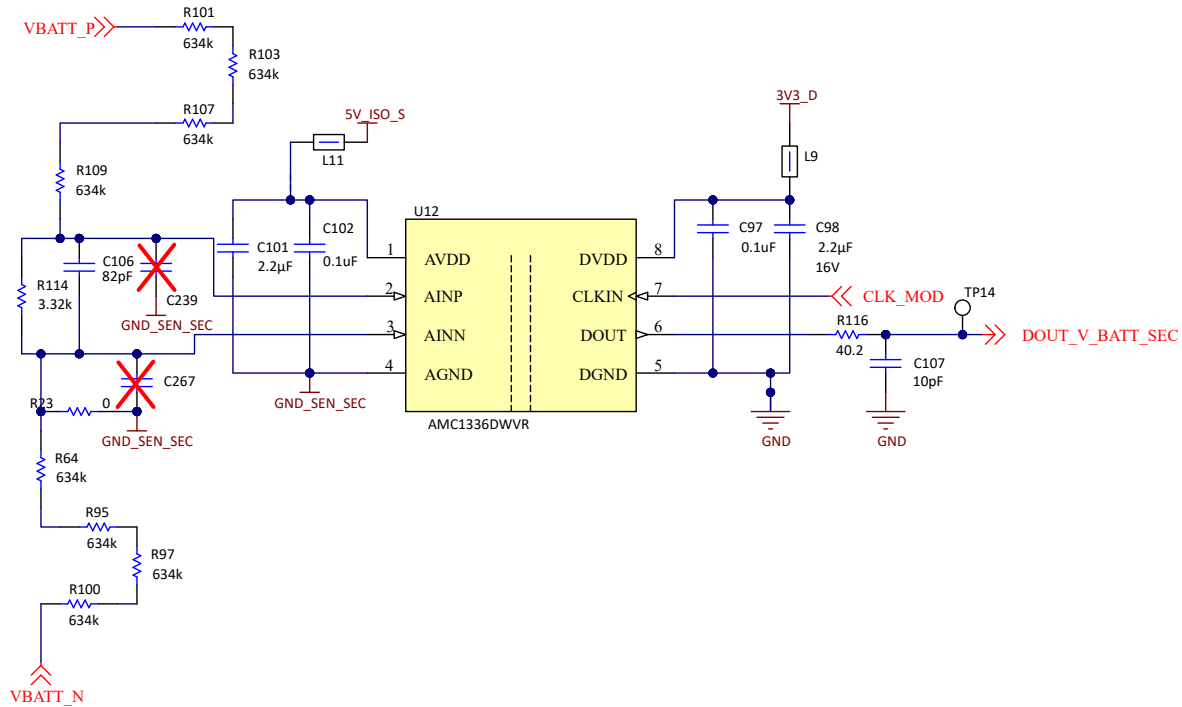 VBATT_P
R101
634k
R103
634k
R107
634k
R109
634k
5V_ISO_S
L11
3V3_D
L9
C101
2.2µF
C102
0.1uF
U12
C97
0.1uF
C98
2.2µF
16V
R114
3.32k
C106
82pF
C239
GND_SEN_SEC
1
AVDD
DVDD
8
2
AINP
CLKIN
7
CLK_MOD
3
AINN
DOUT
6
R116
40.2
TP14
DOUT_V_BATT_SEC
4
AGND
DGND
5
C107
10pF
C267
R23
0
GND_SEN_SEC
GND_SEN_SEC
AMC1336DWVR
GND
GND
R64
634k
R95
634k
R97
634k
R100
634k
VBATT_N